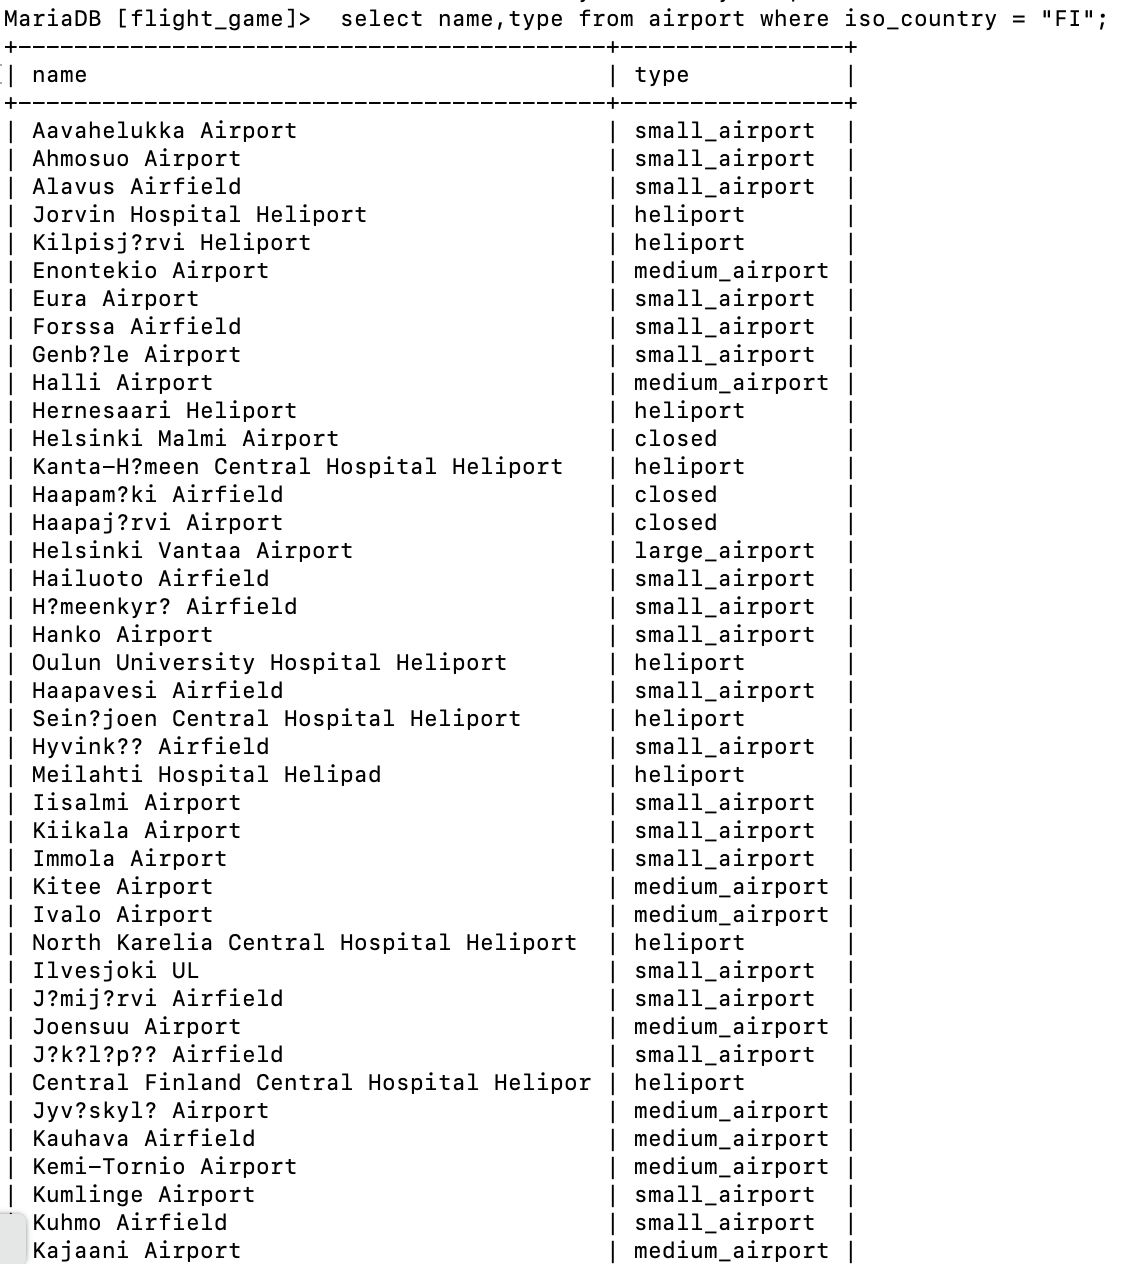 MariaDB [flight_game]>  select name,type from airport where iso_country = "FI";
+------------------------------------------+----------------+
| name                                     | type           |
+------------------------------------------+----------------+
| Aavahelukka Airport                      | small_airport  |
| Ahmosuo Airport                          | small_airport  |
| Alavus Airfield                          | small_airport  |
| Jorvin Hospital Heliport                 | heliport       |
| Kilpisj?rvi Heliport                     | heliport       |
| Enontekio Airport                        | medium_airport |
| Eura Airport                             | small_airport  |
| Forssa Airfield                          | small_airport  |
| Genb?le Airport                          | small_airport  |
| Halli Airport                            | medium_airport |
| Hernesaari Heliport                      | heliport       |
| Helsinki Malmi Airport                   | closed         |
| Kanta-H?meen Central Hospital Heliport   | heliport       |
| Haapam?ki Airfield                       | closed         |
| Haapaj?rvi Airport                       | closed         |
| Helsinki Vantaa Airport                  | large_airport  |
| Hailuoto Airfield                        | small_airport  |
| H?meenkyr? Airfield                      | small_airport  |
| Hanko Airport                            | small_airport  |
| Oulun University Hospital Heliport       | heliport       |
| Haapavesi Airfield                       | small_airport  |
| Sein?joen Central Hospital Heliport      | heliport       |
| Hyvink?? Airfield                        | small_airport  |
| Meilahti Hospital Helipad                | heliport       |
| Iisalmi Airport                          | small_airport  |
| Kiikala Airport                          | small_airport  |
| Immola Airport                           | small_airport  |
| Kitee Airport                            | medium_airport |
| Ivalo Airport                            | medium_airport |
| North Karelia Central Hospital Heliport  | heliport       |
| Ilvesjoki UL                             | small_airport  |
| J?mij?rvi Airfield                       | small_airport  |
| Joensuu Airport                          | medium_airport |
| J?k?l?p?? Airfield                       | small_airport  |
| Central Finland Central Hospital Helipor | heliport       |
| Jyv?skyl? Airport                        | medium_airport |
| Kauhava Airfield                         | medium_airport |
| Kemi-Tornio Airport                      | medium_airport |
| Kumlinge Airport                         | small_airport  |
| Kuhmo Airfield                           | small_airport  |
Kajaani Airport                          | medium_airport |